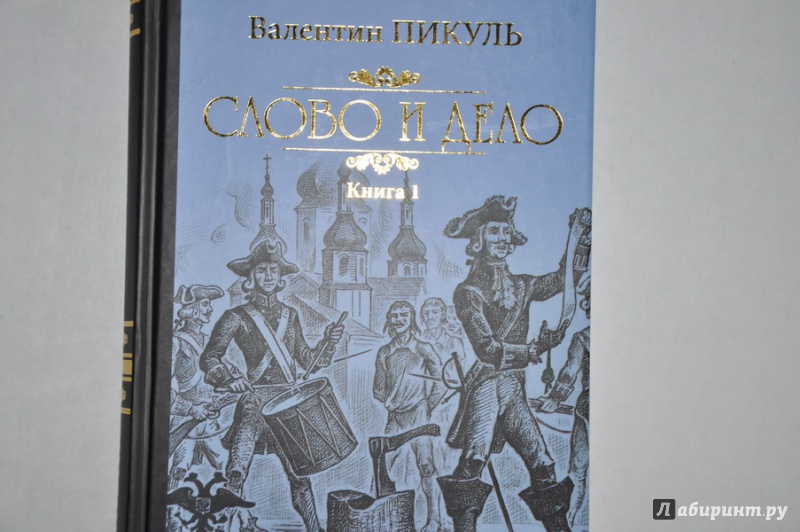 Валентин ПИКУЛЬ
СЛОВО И ДЕЛО
Книга 1
Лабиринт.ру